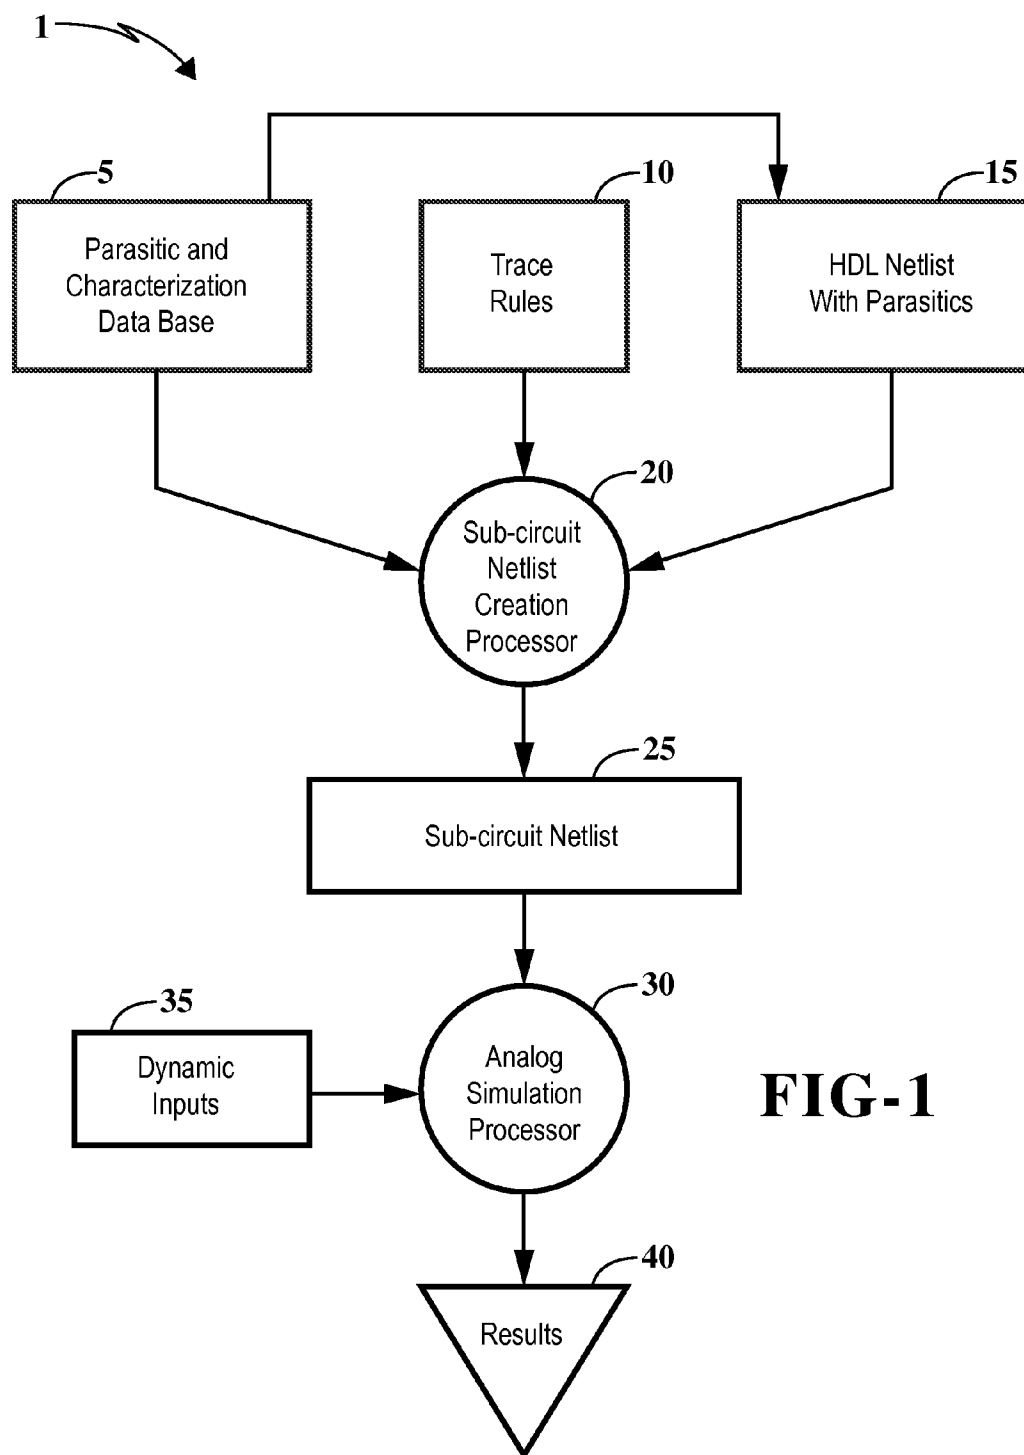 1
5
10
15
Parasitic and
Characterization
Data Base
Trace
Rules
HDL Netlist
With Parasitics
20
Sub-circuit
Netlist
Creation
Processor
25
Sub-circuit Netlist
30
35
Dynamic
Inputs
Analog
Simulation
Processor
FIG-1
40
Results